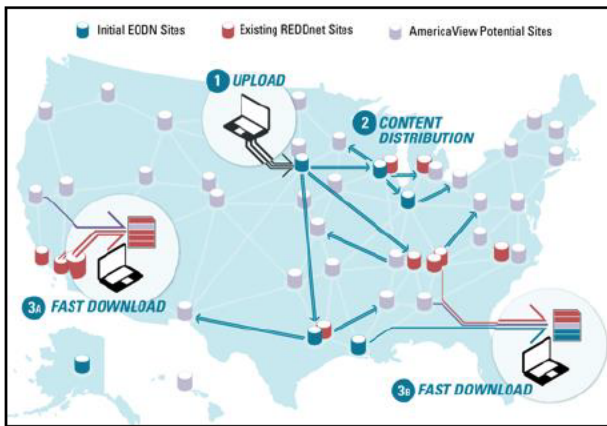 Initial EODN Sites
Existing REDDnet Sites
AmericaView Potential Sites
1 UPLOAD
2 CONTENT
DISTRIBUTION
3A FAST DOWNLOAD
3B FAST DOWNLOAD